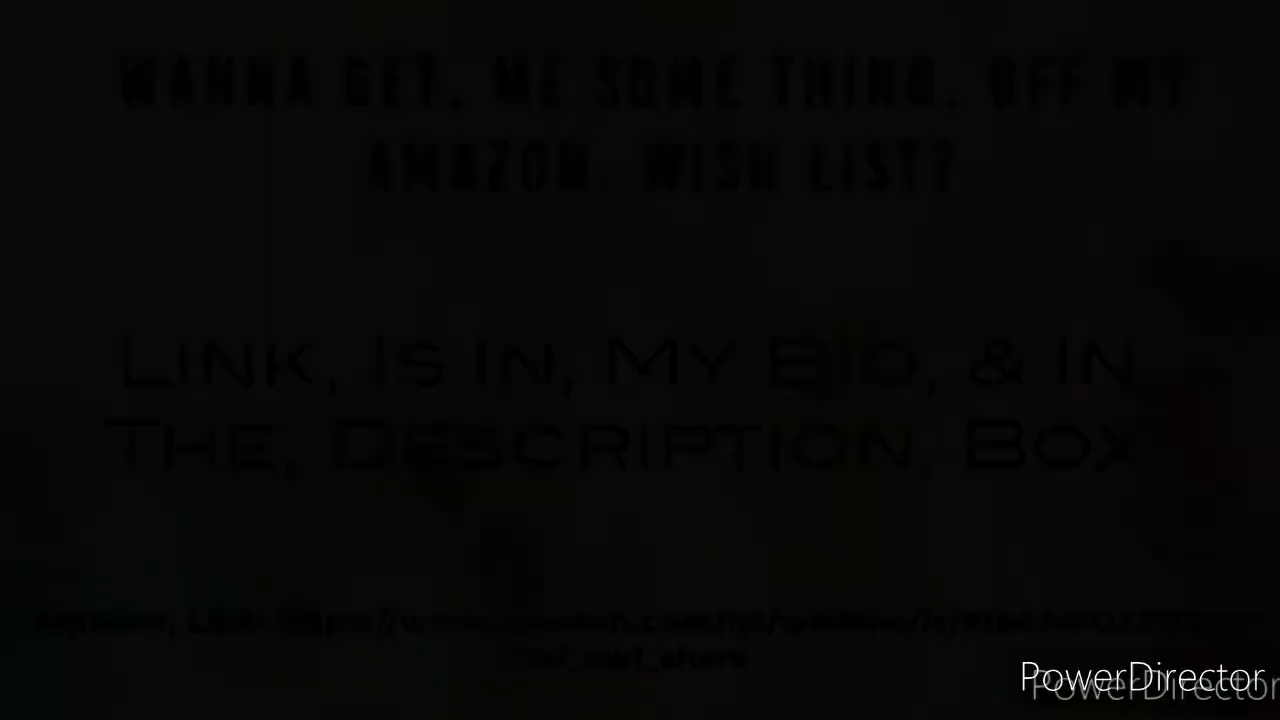 WANNA GET, ME SOME THING, OFF MY
AMAZON, WISH LIST?
LINK, IS IN, MY BIO, & IN
THE, DESCRIPTION, BOX
PowerDirector
PowerDirector